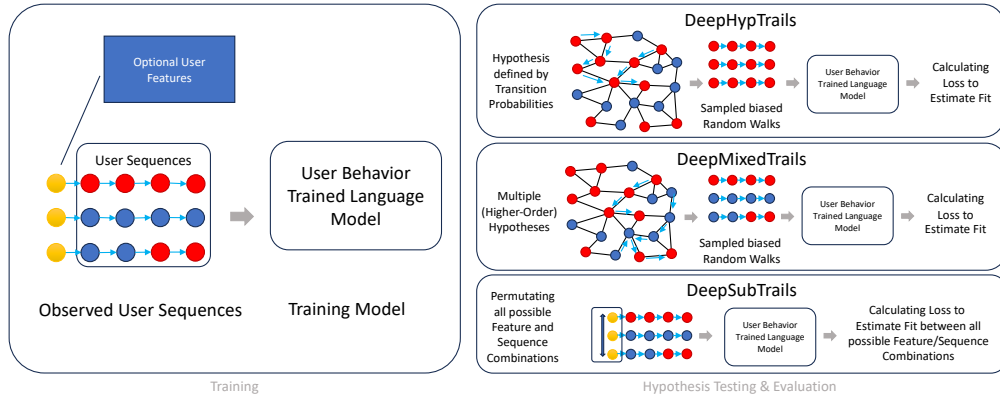 Optional User
Features
User Sequences
User Behavior
Trained Language
Model
Observed User Sequences
Training Model
Training
DeepHypTrails
Hypothesis
defined by
Transition
Probabilities
Sampled biased
Random Walks
User Behavior
Trained Language
Model
Calculating
Loss to
Estimate Fit
DeepMixedTrails
Multiple
(Higher-Order)
Hypotheses
Sampled biased
Random Walks
User Behavior
Trained Language
Model
Calculating
Loss to
Estimate Fit
DeepSubTrails
Permutating
all possible
Feature and
Sequence
Combinations
User Behavior
Trained Language
Model
Calculating Loss to
Estimate Fit between all
possible Feature/Sequence
Combinations
Hypothesis Testing & Evaluation